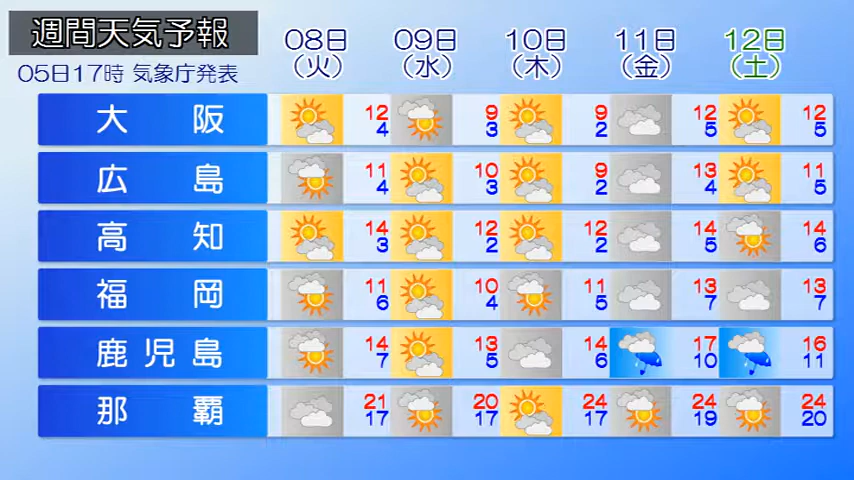 週間天気予報
05日17時 気象庁発表
08日 09日 10日 11日 12日
(火) (水) (木) (金) (土)
大阪 12 9 9 12 12
4 3 2 5 5
広島 11 10 9 13 11
4 3 2 4 5
高知 14 12 12 14 14
3 2 2 5 6
福岡 11 10 11 13 13
6 4 5 7 7
鹿児島 14 13 14 17 16
7 5 6 10 11
那覇 21 20 24 24 24
17 17 17 19 20